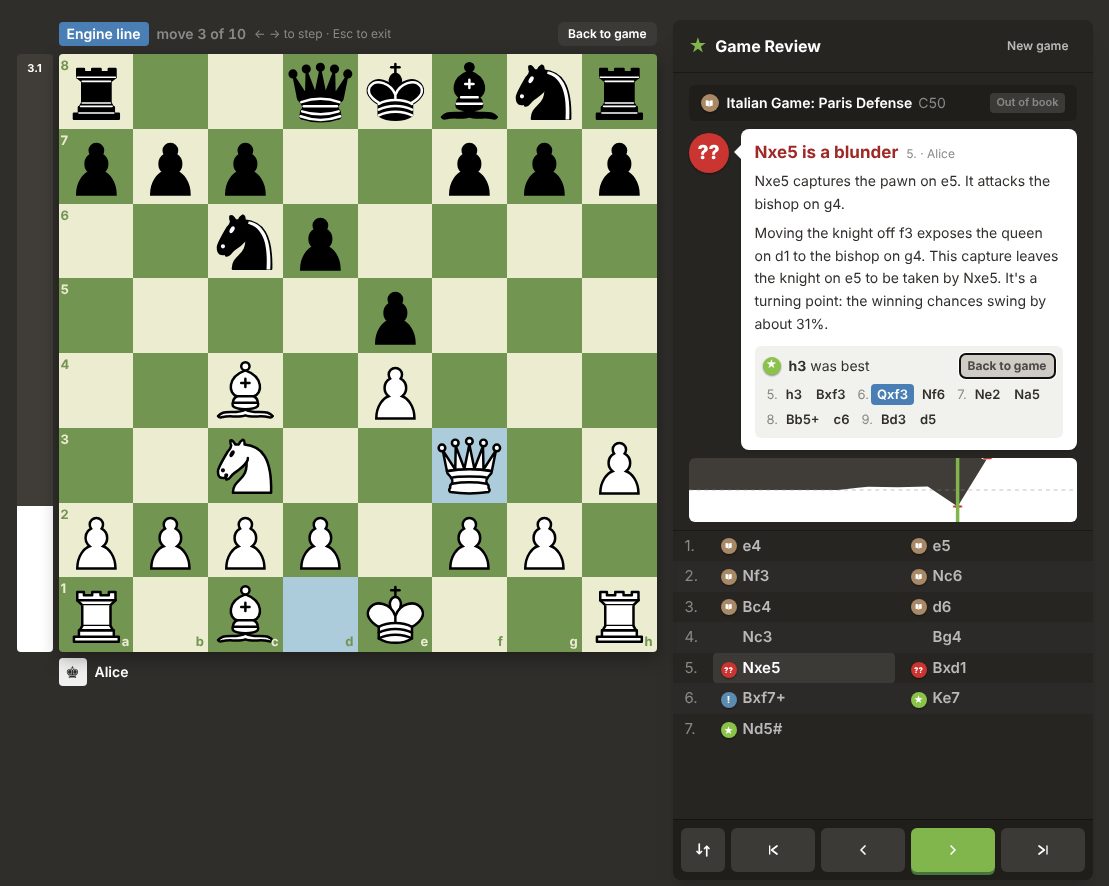 Engine line move 3 of 10 ← → to step · Esc to exit Back to game
3.1
8
7
6
5
4
3
2
1
a b c d e f g h
Alice
★ Game Review New game
Italian Game: Paris Defense C50 Out of book
?? Nxe5 is a blunder 5. · Alice
Nxe5 captures the pawn on e5. It attacks the
bishop on g4.
Moving the knight off f3 exposes the queen
on d1 to the bishop on g4. This capture leaves
the knight on e5 to be taken by Nxe5. It's a
turning point: the winning chances swing by
about 31%.
h3 was best Back to game
5. h3 Bxf3 6. Qxf3 Nf6 7. Ne2 Na5
8. Bb5+ c6 9. Bd3 d5
1. e4 e5
2. Nf3 Nc6
3. Bc4 d6
4. Nc3 Bg4
5. ?? Nxe5 ?? Bxd1
6. ! Bxf7+ Ke7
7. Nd5#